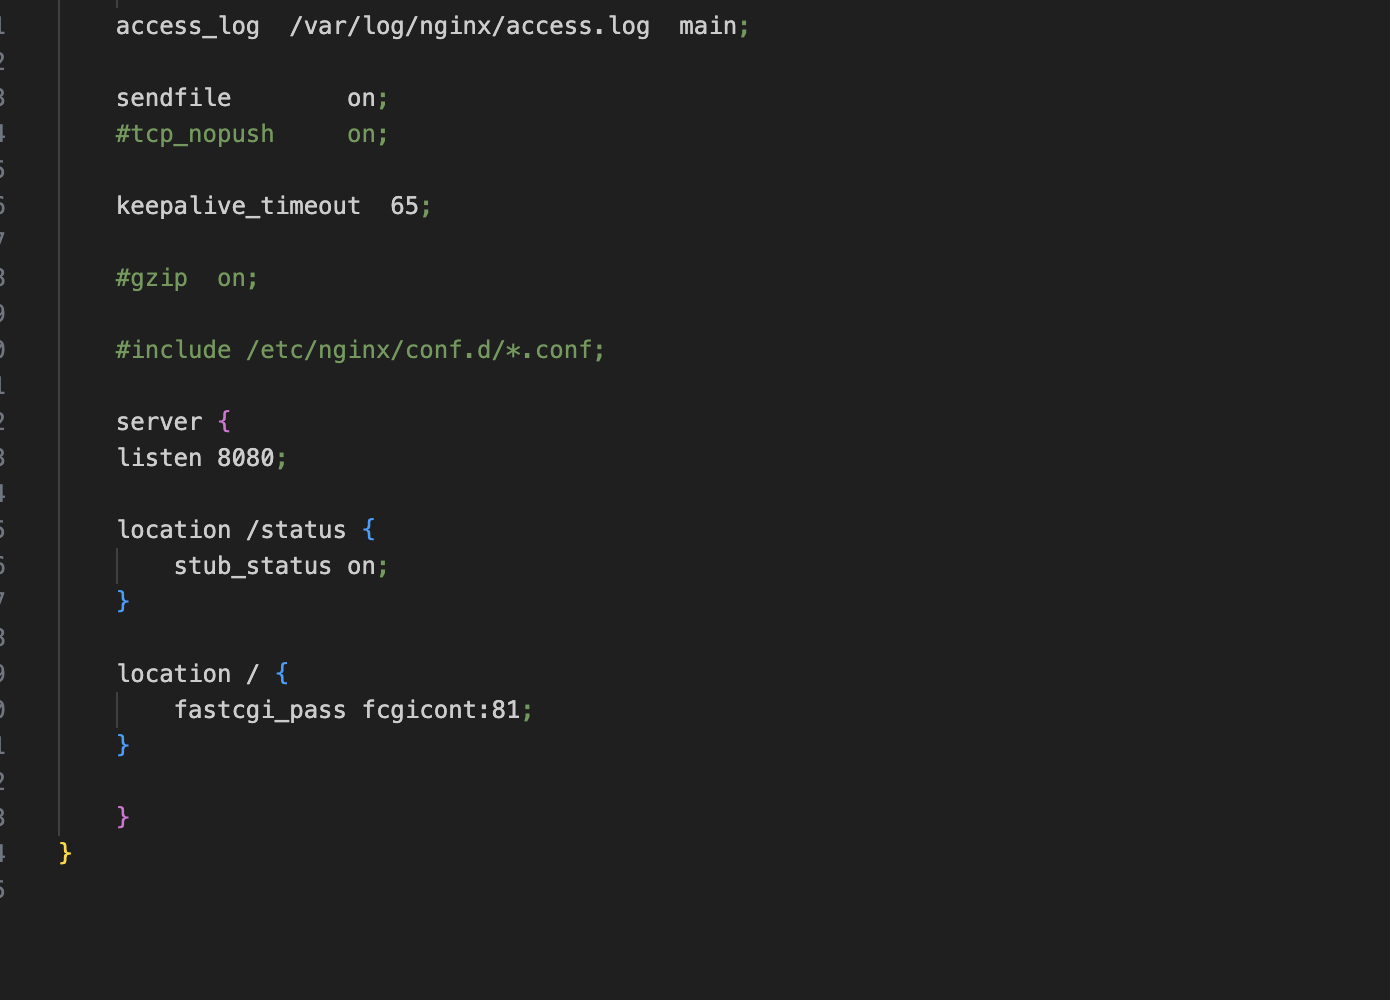 access_log  /var/log/nginx/access.log  main;
sendfile        on;
#tcp_nopush     on;
keepalive_timeout  65;
#gzip  on;
#include /etc/nginx/conf.d/*.conf;
server {
listen 8080;
location /status {
stub_status on;
}
location / {
fastcgi_pass fcgicont:81;
}
}
}